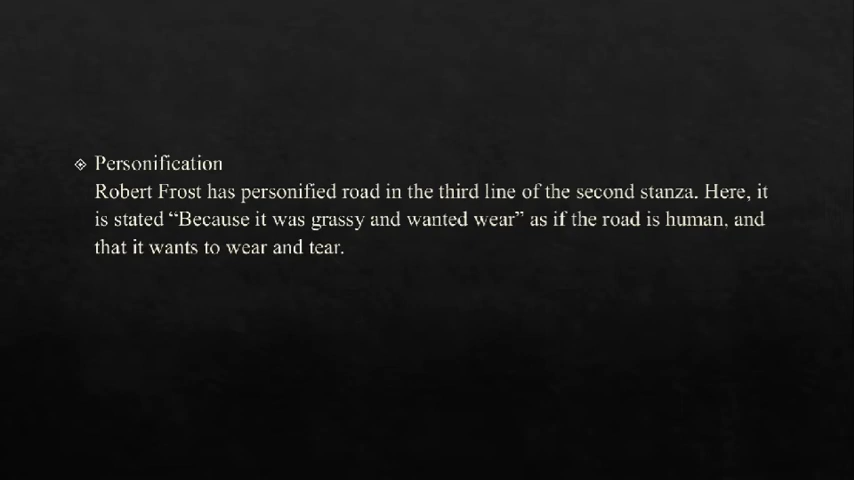 Personification
Robert Frost has personified road in the third line of the second stanza. Here, it
is stated “Because it was grassy and wanted wear” as if the road is human, and
that it wants to wear and tear.